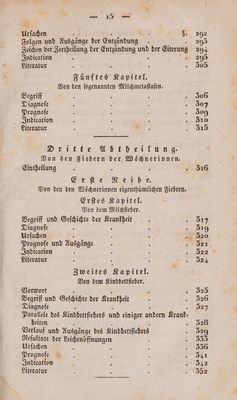 — 15 —
Ursachen . . . . . §. 292
Folgen und Ausgänge der Entzündung . . . 293
Zeichen der Zertheilung der Entzündung und der Eiterung 294
Indication . . . . . 295
Literatur . . . . . 305
Fünftes Kapitel.
Von den sogenannten Milchmetastasen.
Begriff . . . . . 306
Diagnose . . . . . 307
Prognose . . . . . 309
Indication . . . . . 310
Literatur . . . . . 315
Dritte Abtheilung.
Von den Fiebern der Wöchnerinnen.
Eintheilung . . . . . 316
Erste Reihe.
Von den den Wöchnerinnen eigenthümlichen Fiebern.
Erstes Kapitel.
Von dem Milchfieber.
Begriff und Geschichte der Krankheit . . . 317
Diagnose . . . . . 319
Ursachen . . . . . 320
Prognose und Ausgänge . . . . 321
Indication . . . . . 322
Literatur . . . . . 324
Zweites Kapitel.
Von dem Kindbettfieber.
Vorwort . . . . . 325
Begriff und Geschichte der Krankheit . . . 326
Diagnose . . . . . 327
Parallele des Kindbettfiebers und einiger andern Krank-
heiten . . . . . 328
Verlauf und Ausgänge des Kindbettfiebers . . 329
Resultate der Leichenöffnungen . . . 333
Ursachen . . . . . 336
Prognose . . . . . 341
Indication . . . . . 342
Literatur . . . . . 352